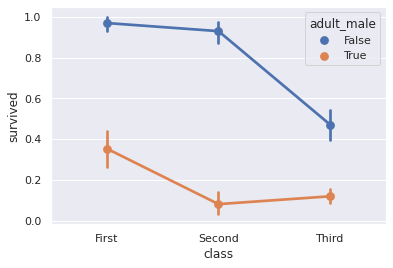 1.0
0.8
0.6
0.4
0.2
0.0
survived
adult_male
False
True
First Second Third
class